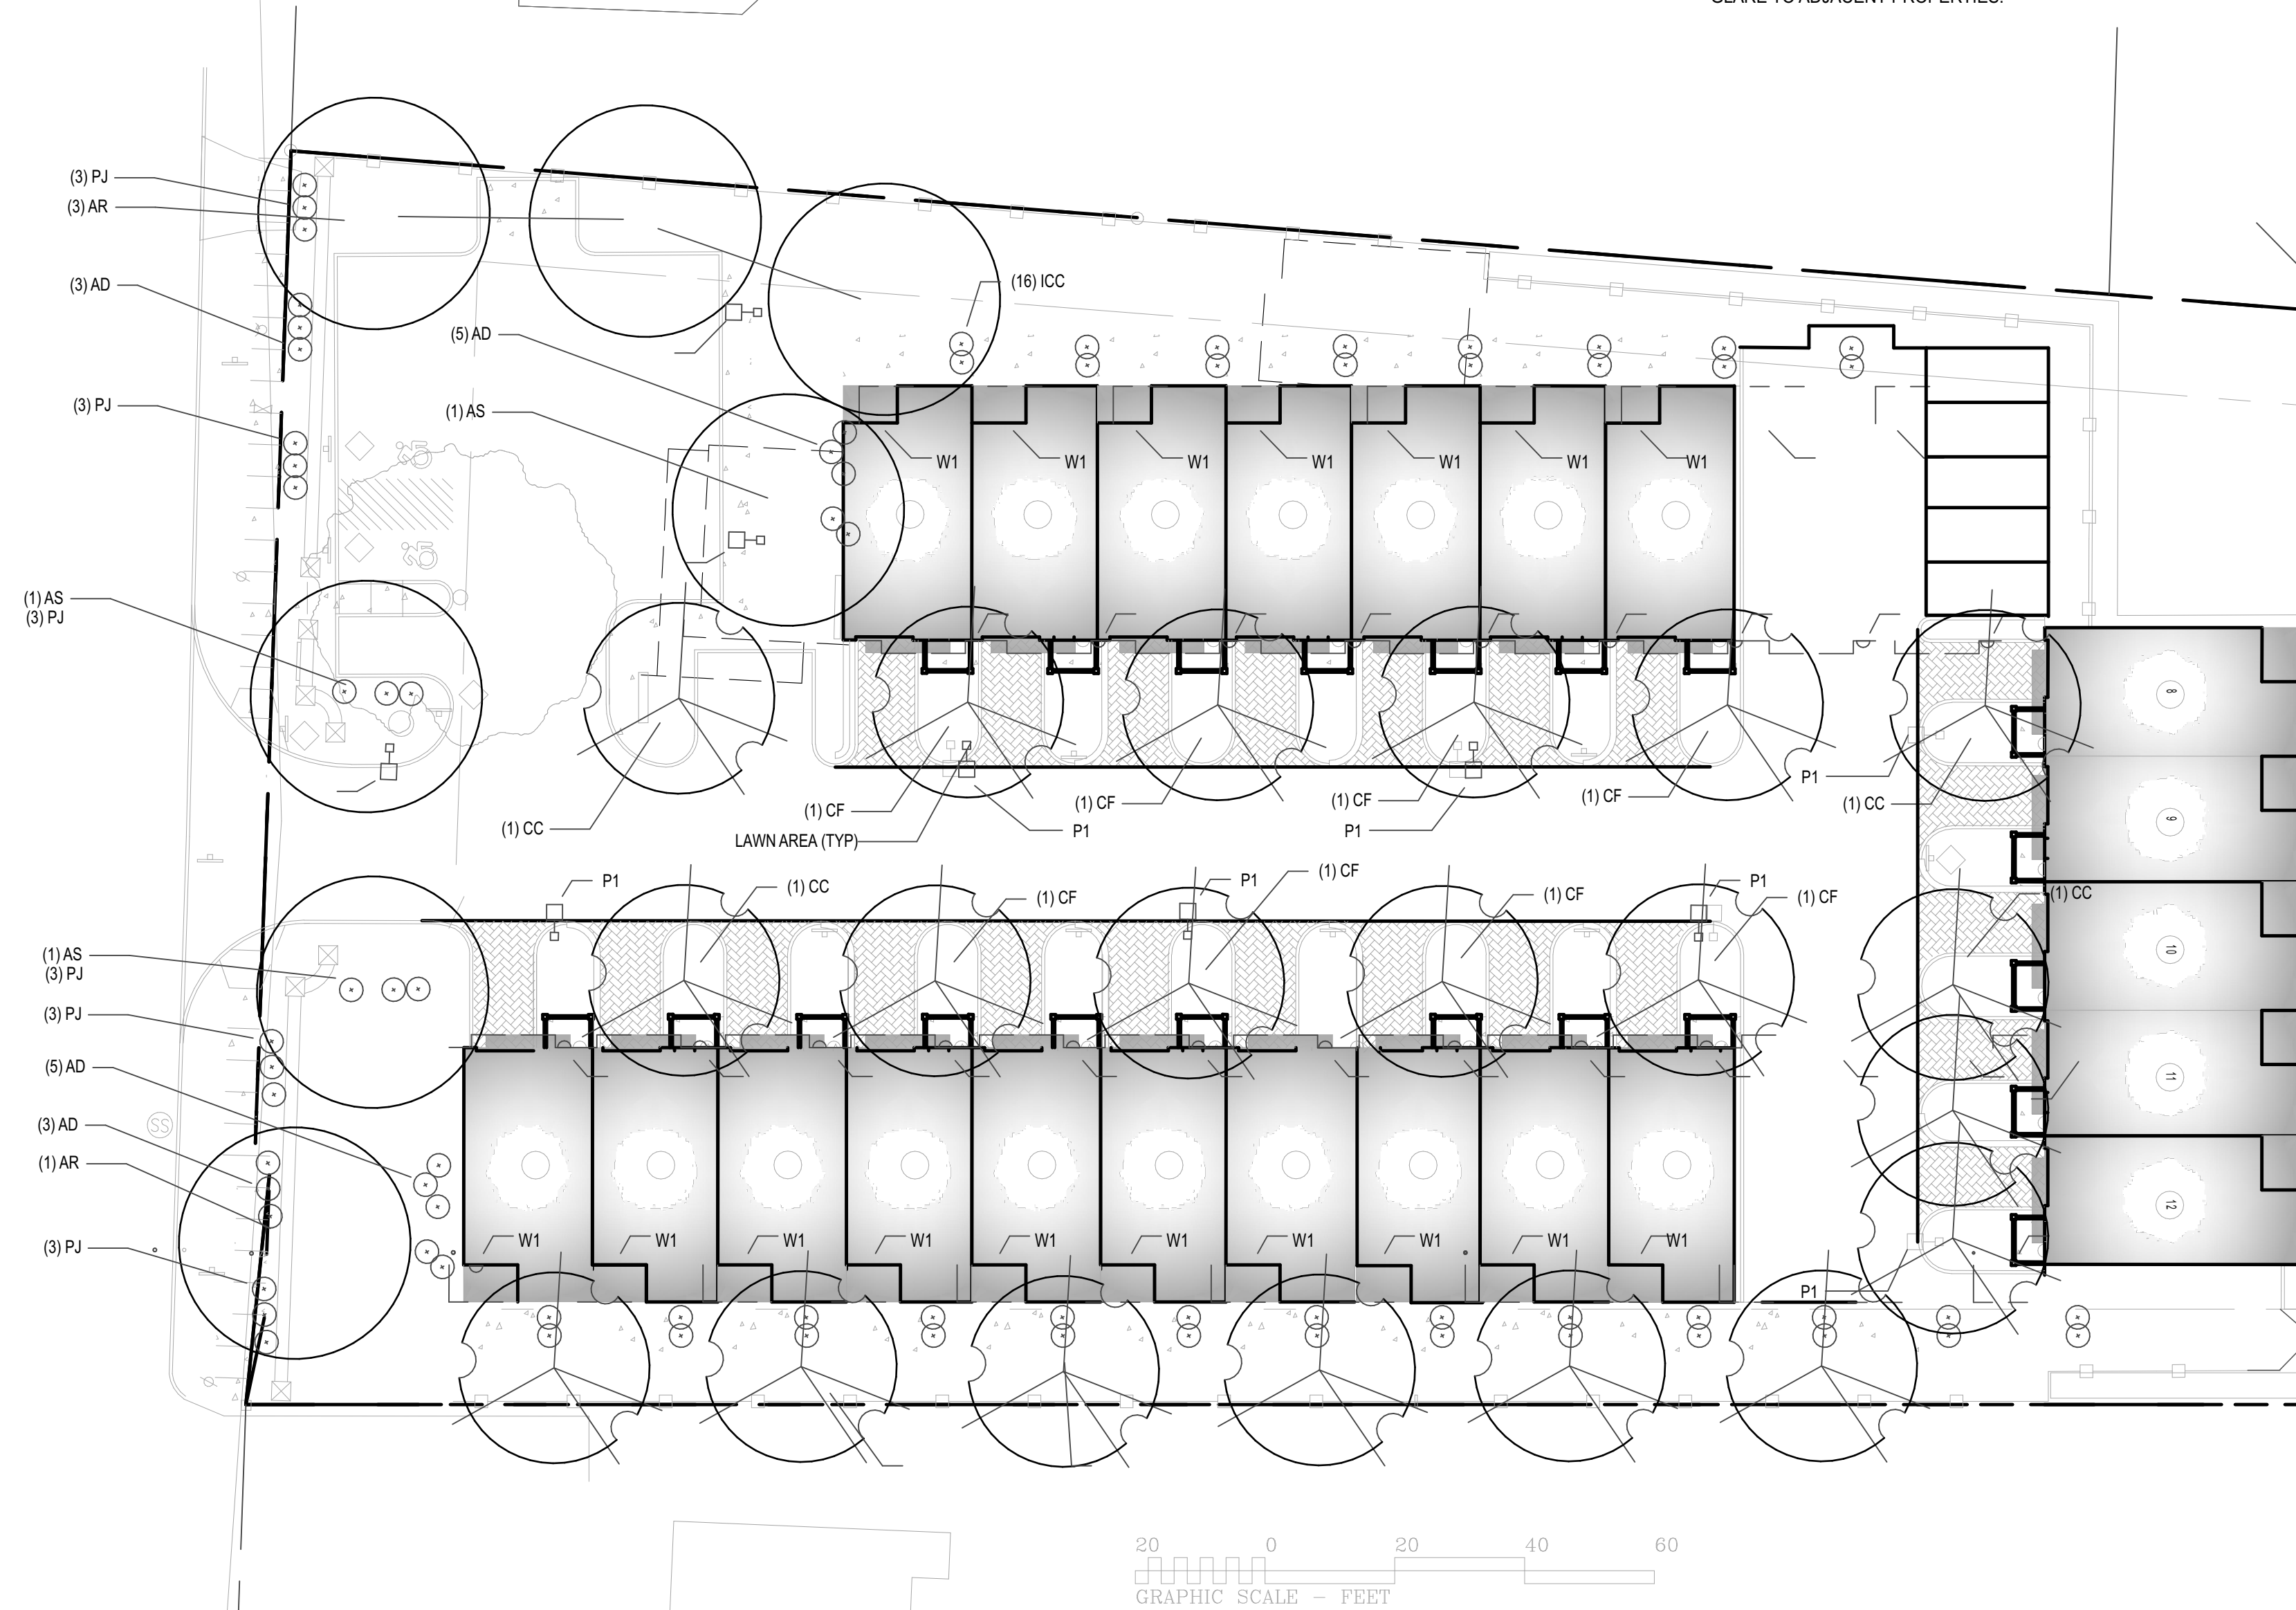 GLARE TO ADJACENT PROPERTIES.
(3) PJ
(3) AR
(3) AD
(16) ICC
(5) AD
(3) PJ
(1) AS
W1 W1 W1 W1 W1 W1 W1
(1) AS
(3) PJ
8
P1
(1) CF (1) CF (1) CF (1) CF (1) CC
9
(1) CC
P1 P1
LAWN AREA (TYP)
P1 (1) CC (1) CF P1 (1) CF (1) CF P1 (1) CF (1) CC
10
(1) AS
(3) PJ
(3) PJ
(5) AD
11
SS
(3) AD
(1) AR
12
(3) PJ
W1 W1 W1 W1 W1 W1 W1 W1 W1 W1
P1
20 0 20 40 60
GRAPHIC SCALE – FEET